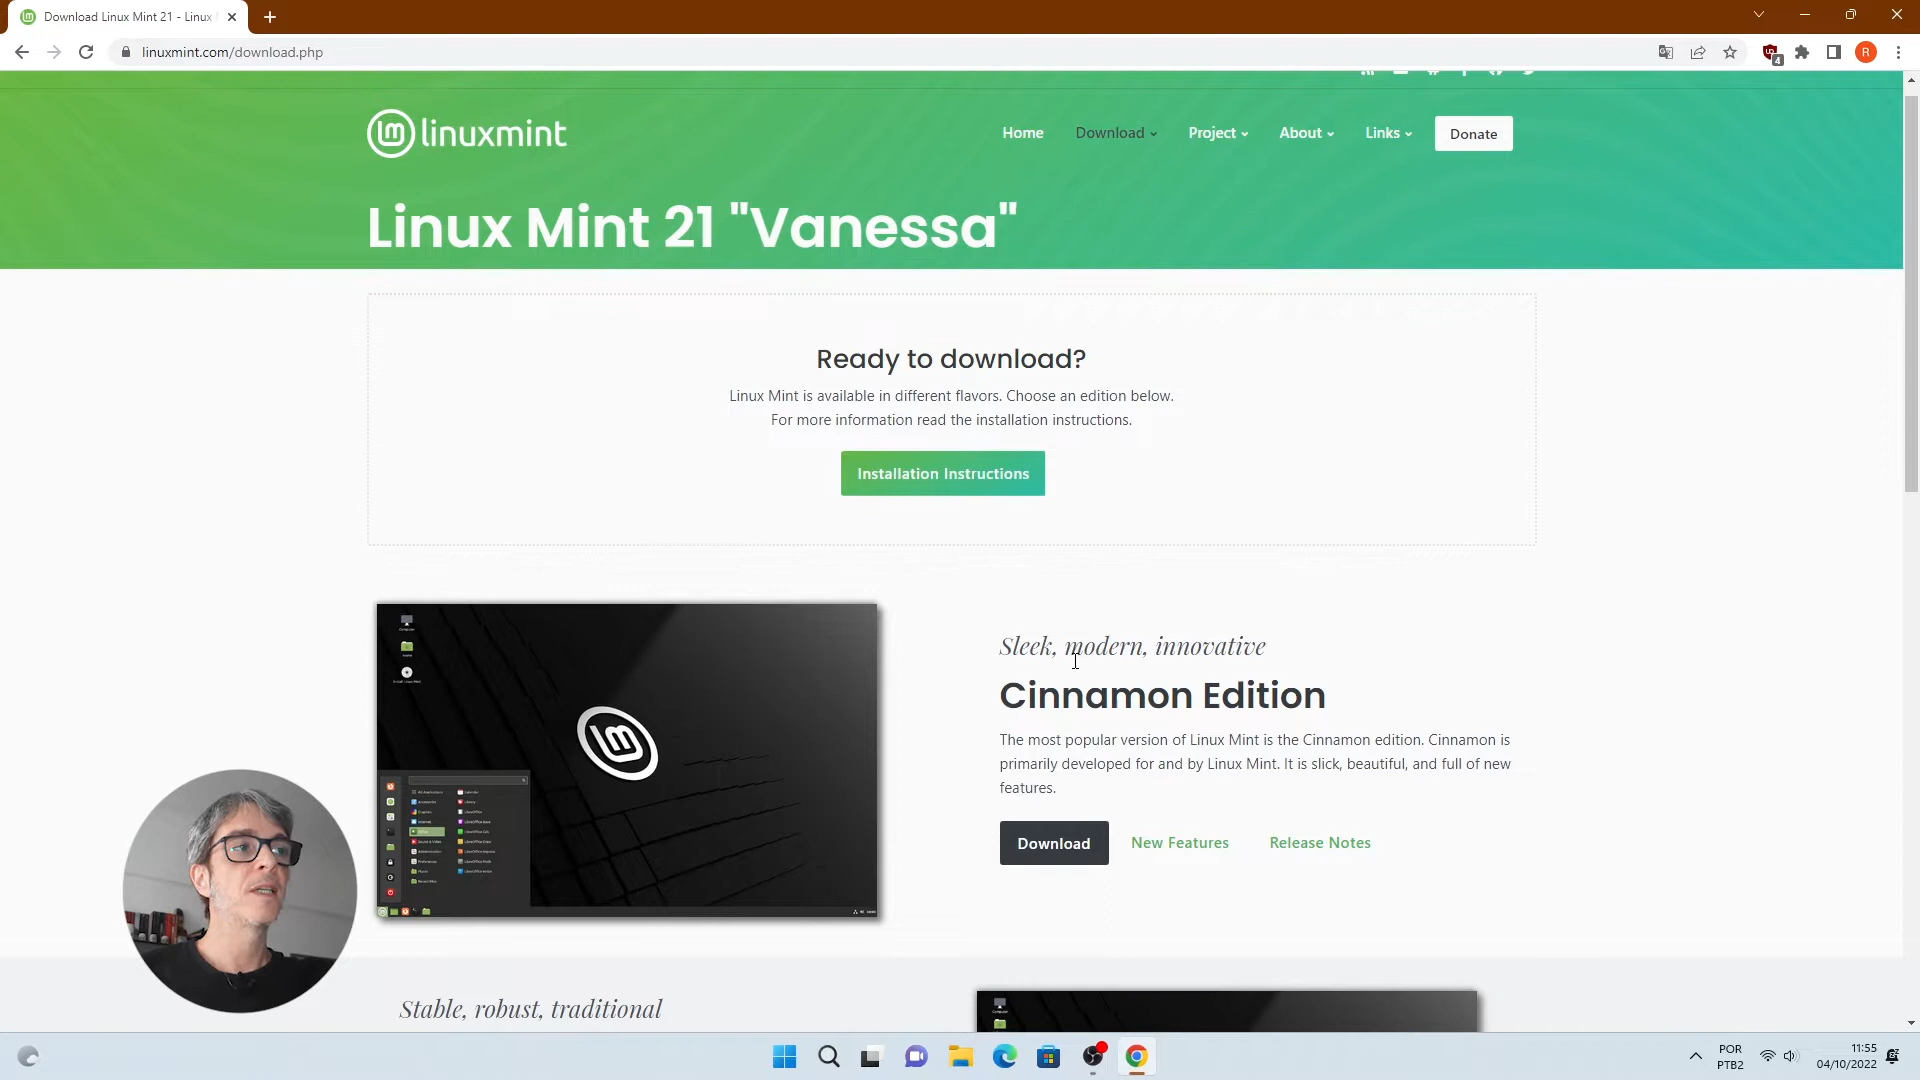 Download Linux Mint 21 - Linux
linuxmint.com/download.php
4
R
linuxmint
Home
Download
Project
About
Links
Donate
Linux Mint 21 "Vanessa"
Ready to download?
Linux Mint is available in different flavors. Choose an edition below.
For more information read the installation instructions.
Installation Instructions
Sleek, modern, innovative
Cinnamon Edition
The most popular version of Linux Mint is the Cinnamon edition. Cinnamon is
primarily developed for and by Linux Mint. It is slick, beautiful, and full of new
features.
Download
New Features
Release Notes
Stable, robust, traditional
POR
PTB2
11:55
04/10/2022